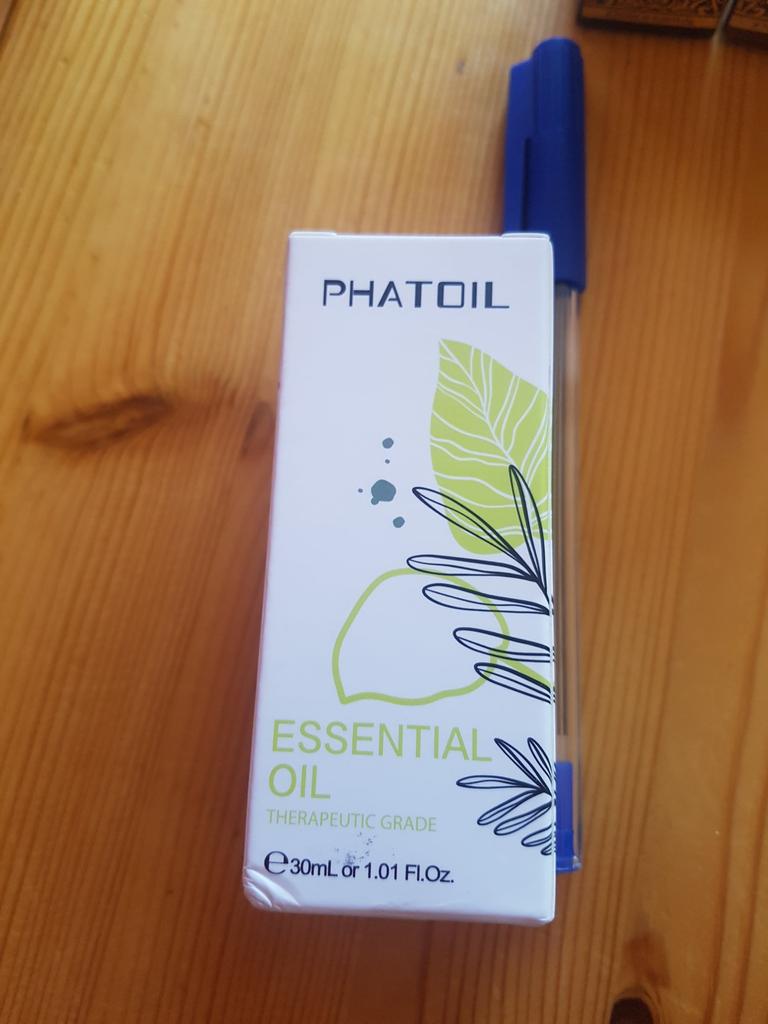 PHATOIL
ESSENTIAL
OIL
THERAPEUTIC GRADE
℮30mL or 1.01 Fl.Oz.